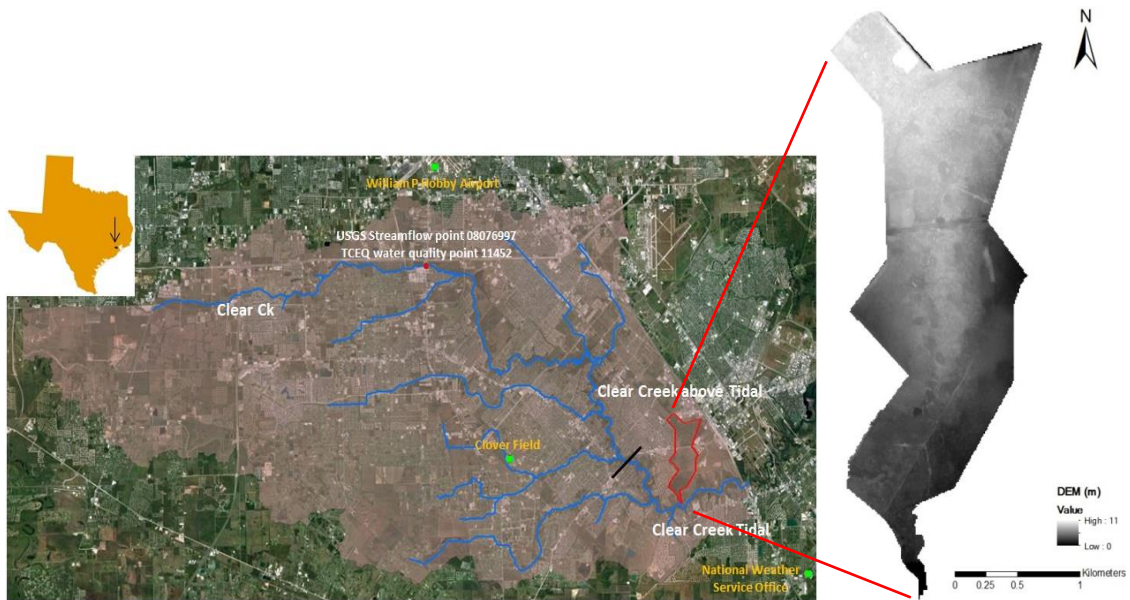 N
William P Hobby Airport
USGS Streamflow point 08076997
TCEQ water quality point 11452
Clear Ck
Clear Creek above Tidal
Clover Field
Clear Creek Tidal
National Weather
Service Office
DEM (m)
Value
High : 11
Low : 0
Kilometers
0 0.25 0.5 1